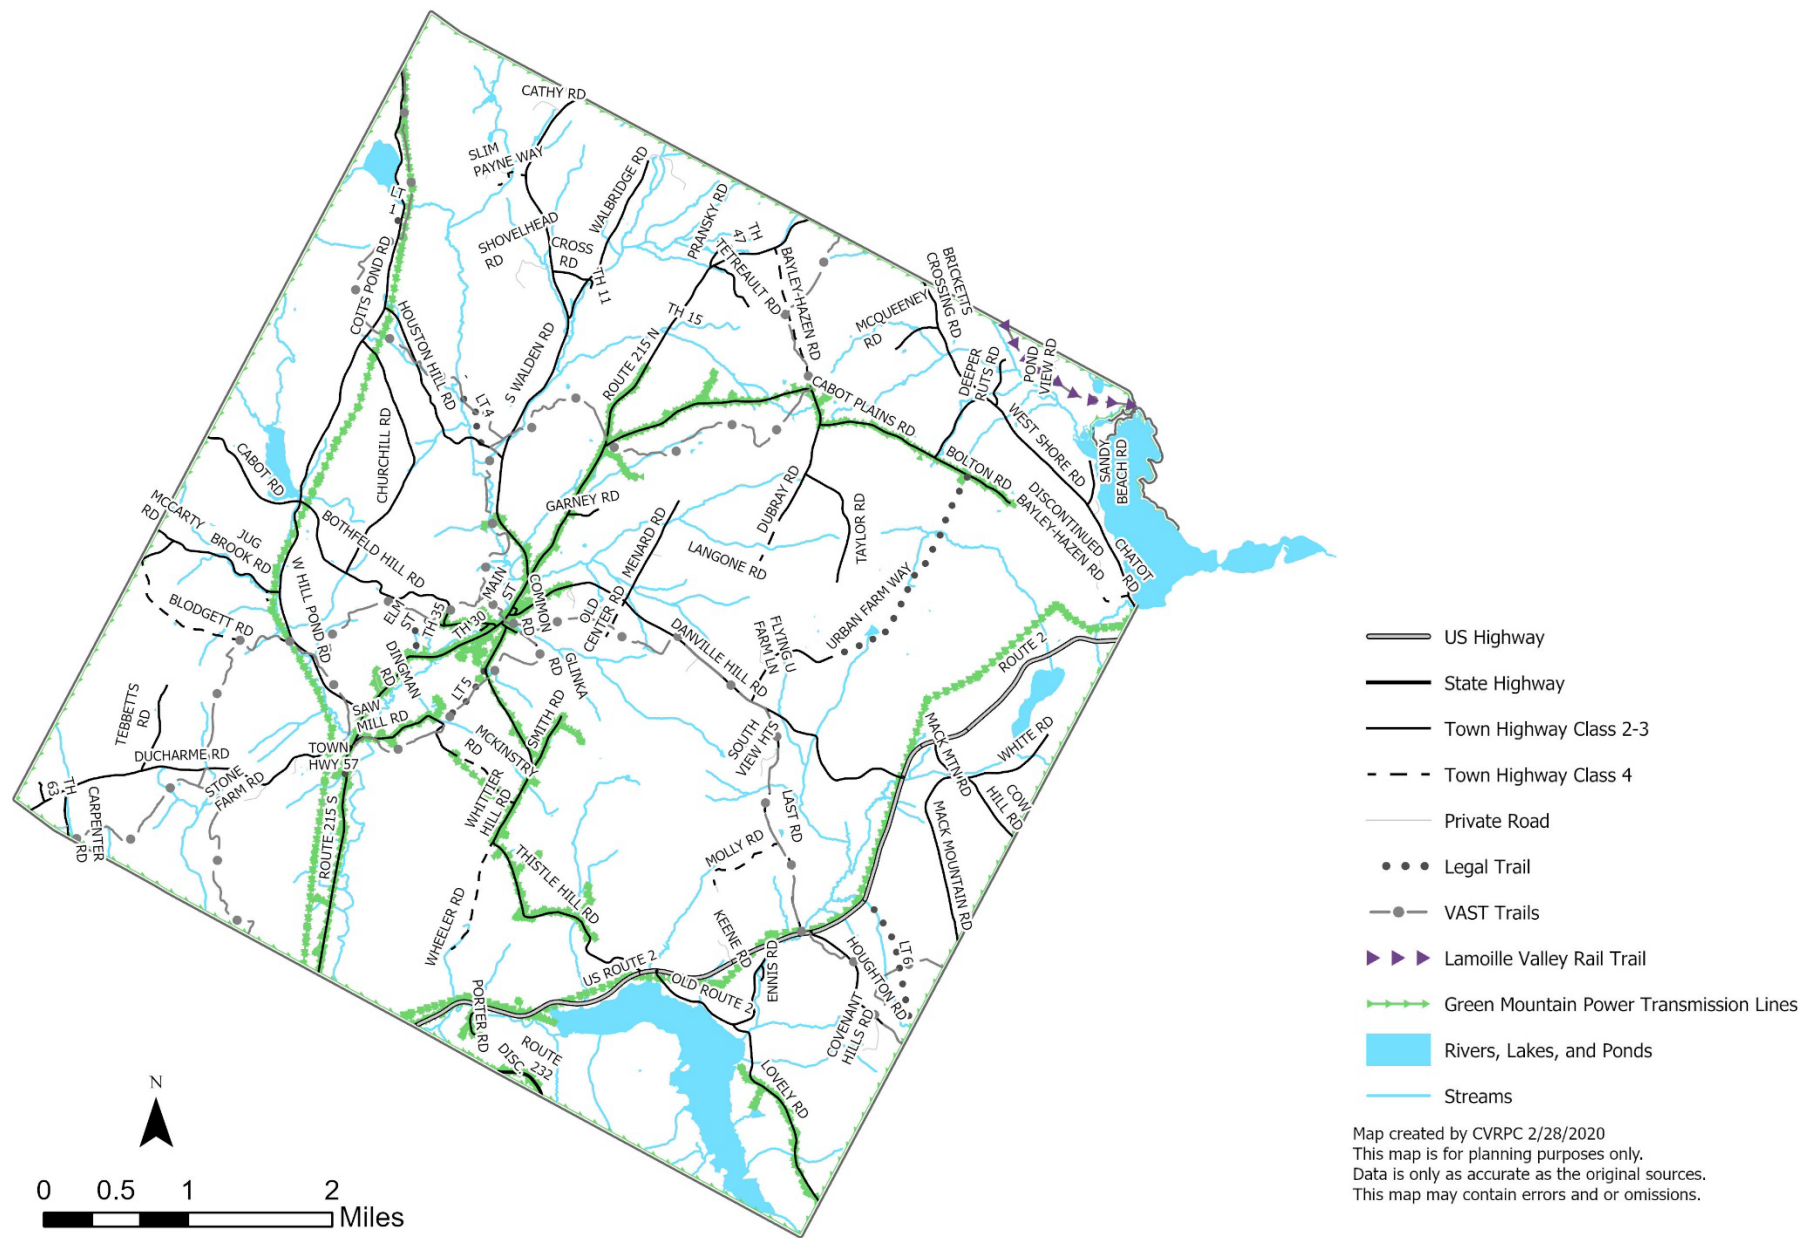 CATHY RD
SLIM
PAYNE WAY
WALBRIDGE RD
LT
1
SHOVELHEAD
RD
CROSS
RD
TH 11
PRANSKY RD
TH
47
TETREAULT RD
BAYLEY-HAZEN RD
COITS POND RD
HOUSTON HILL RD
S WALDEN RD
TH 15
ROUTE 215 N
MCQUEENEY
RD
BRICKETTS
CROSSING RD
DEEPER
RUTS RD
POND
VIEW RD
LT 4
CABOT PLAINS RD
WEST SHORE RD
SANDY
BEACH RD
CHURCHILL RD
CABOT RD
BOLTON RD
DISCONTINUED
BAYLEY-HAZEN RD
CHATOT
RD
MCCARTY
RD
JUG
BROOK RD
BOTHFELD HILL RD
GARNEY RD
MENARD RD
DUBRAY RD
TAYLOR RD
LANGONE RD
BLODGETT RD
W HILL POND RD
ELM
ST
TH 35
MAIN
ST
COMMON
RD
TH 30
OLD
CENTER RD
DANVILLE HILL RD
FLYING U
FARM LN
URBAN FARM WAY
DINGMAN
RD
GLINKA
RD
LT 5
SAW
MILL RD
MCKINSTRY
RD
SMITH RD
ROUTE 2
TEBBETTS
RD
DUCHARME RD
TOWN
HWY 57
STONE
FARM RD
TH
63
CARPENTER
RD
ROUTE 215 S
WHITTIER
HILL RD
SOUTH
VIEW HTS
MACK MTN RD
WHITE RD
COW
HILL RD
LAST RD
MOLLY RD
MACK MOUNTAIN RD
THISTLE HILL RD
WHEELER RD
KEENE RD
US ROUTE 2
OLD ROUTE 2
ENNIS RD
HOUGHTON RD
LT 6
COVENANT
HILLS RD
PORTER RD
DISC.
ROUTE
232
LOVELY RD
US Highway
State Highway
Town Highway Class 2-3
Town Highway Class 4
Private Road
Legal Trail
VAST Trails
Lamoille Valley Rail Trail
Green Mountain Power Transmission Lines
Rivers, Lakes, and Ponds
Streams
Map created by CVRPC 2/28/2020
This map is for planning purposes only.
Data is only as accurate as the original sources.
This map may contain errors and or omissions.
N
0 0.5 1 2
Miles